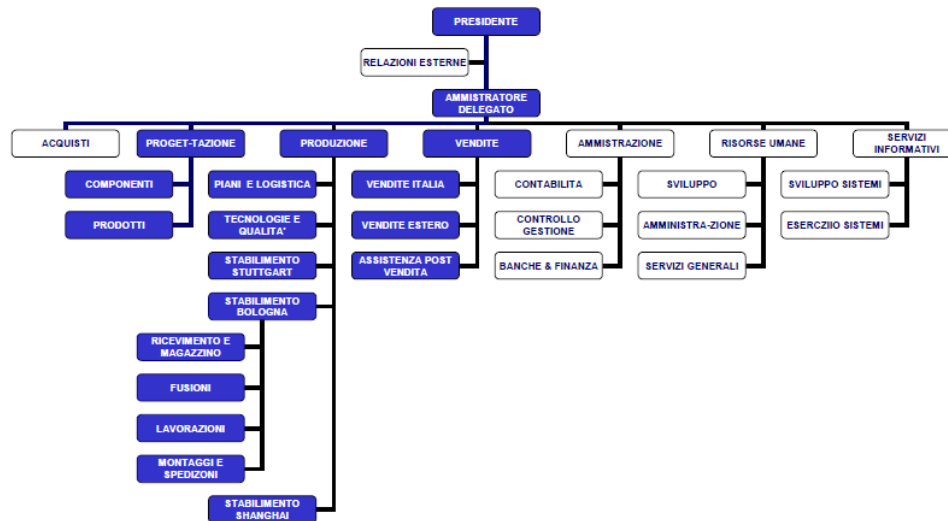 PRESIDENTE
RELAZIONI ESTERNE
AMMISTRATORE
DELEGATO
ACQUISTI
PROGET-TAZIONE
PRODUZIONE
VENDITE
AMMISTRAZIONE
RISORSE UMANE
SERVIZI
INFORMATIVI
COMPONENTI
PIANI E LOGISTICA
VENDITE ITALIA
CONTABILITA
SVILUPPO
SVILUPPO SISTEMI
PRODOTTI
TECNOLOGIE E
QUALITA'
VENDITE ESTERO
CONTROLLO
GESTIONE
AMMINISTRA-ZIONE
ESERCZIIO SISTEMI
STABILIMENTO
STUTTGART
ASSISTENZA POST
VENDITA
BANCHE & FINANZA
SERVIZI GENERALI
STABILIMENTO
BOLOGNA
RICEVIMENTO E
MAGAZZINO
FUSIONI
LAVORAZIONI
MONTAGGI E
SPEDIZONI
STABILIMENTO
SHANGHAI